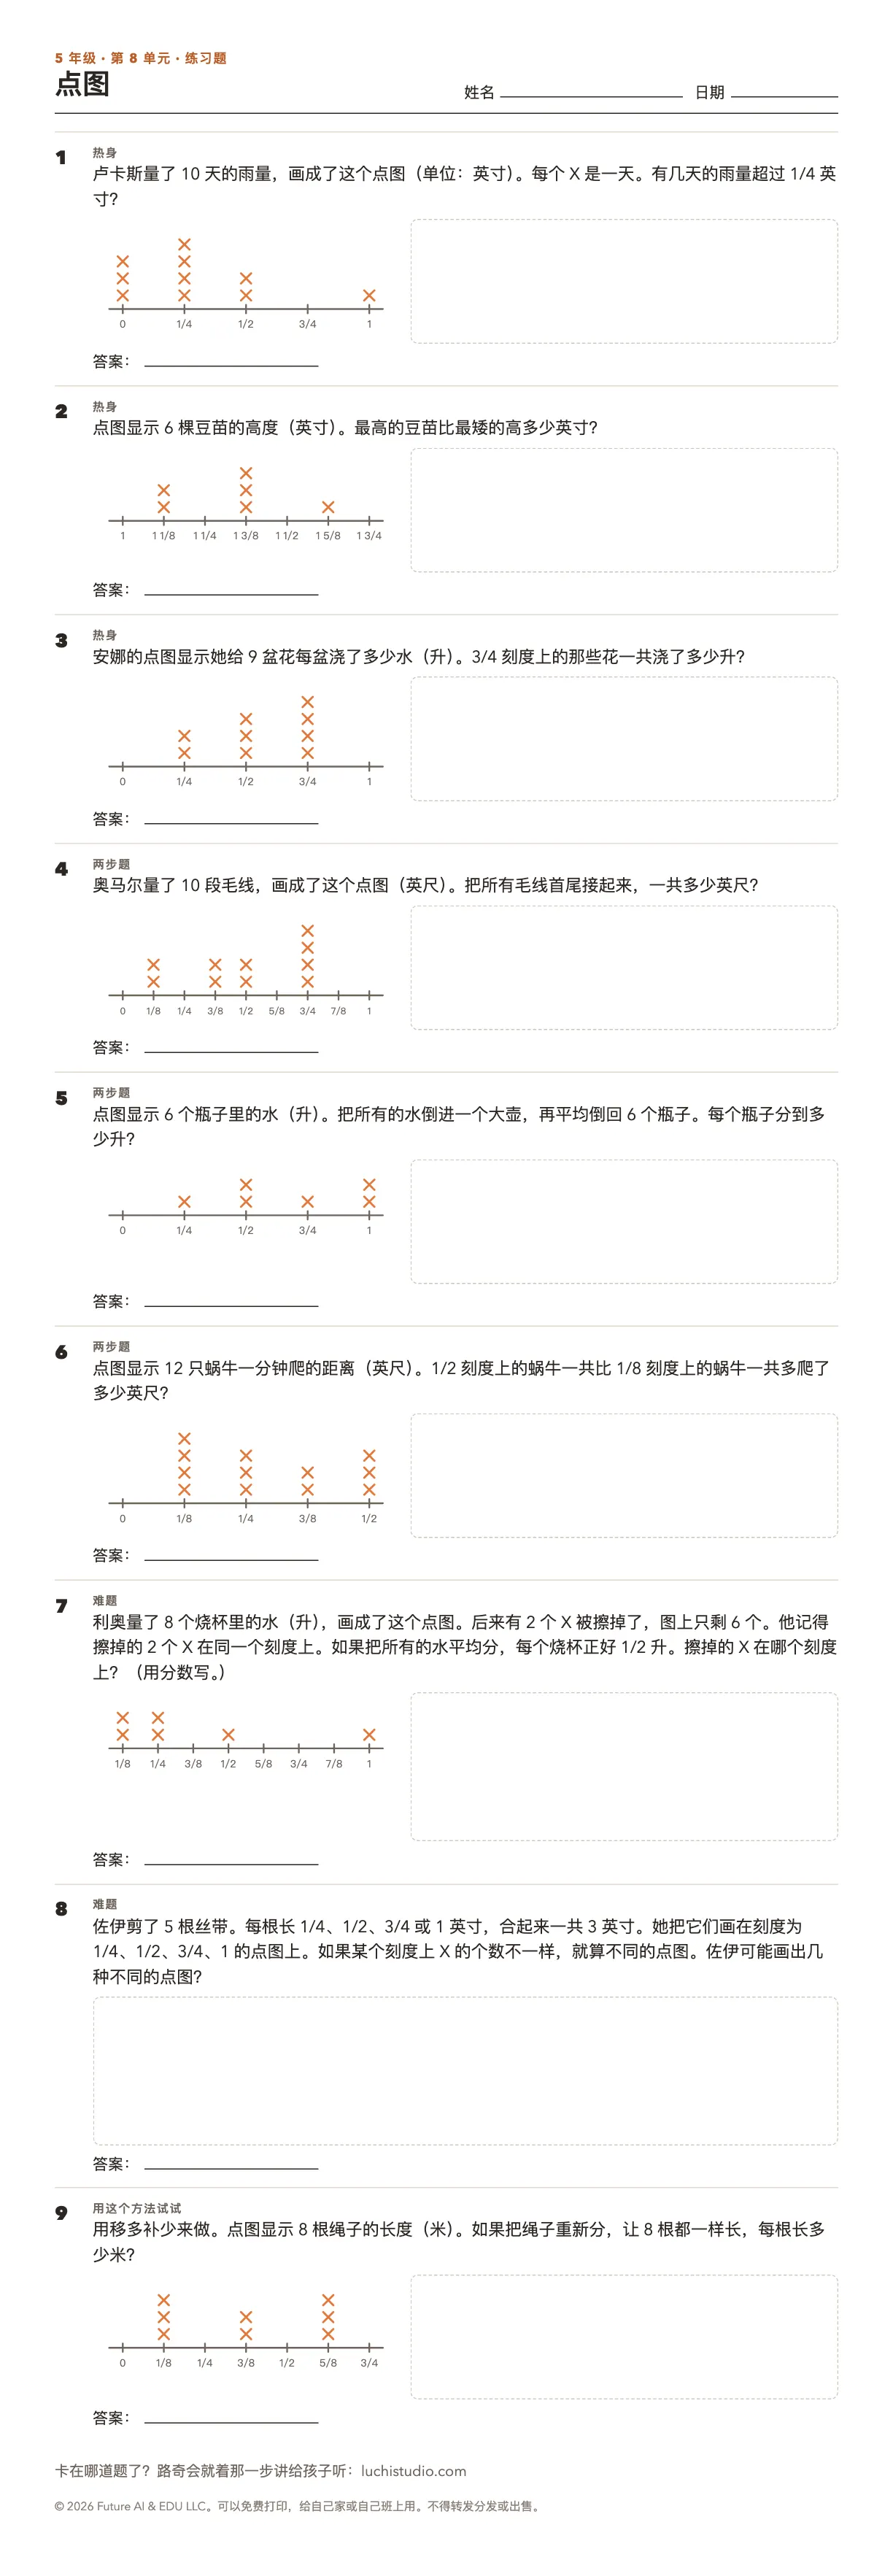 5 年级 · 第 8 单元 · 练习题
点图
姓名
日期
1
热身
卢卡斯量了 10 天的雨量，画成了这个点图（单位：英寸）。每个 X 是一天。有几天的雨量超过 1/4 英
寸？
0 1/4 1/2 3/4 1
答案：
2
热身
点图显示 6 棵豆苗的高度（英寸）。最高的豆苗比最矮的高多少英寸？
1 1 1/8 1 1/4 1 3/8 1 1/2 1 5/8 1 3/4
答案：
3
热身
安娜的点图显示她给 9 盆花每盆浇了多少水（升）。3/4 刻度上的那些花一共浇了多少升？
0 1/4 1/2 3/4 1
答案：
4
两步题
奥马尔量了 10 段毛线，画成了这个点图（英尺）。把所有毛线首尾接起来，一共多少英尺？
0 1/8 1/4 3/8 1/2 5/8 3/4 7/8 1
答案：
5
两步题
点图显示 6 个瓶子里的水（升）。把所有的水倒进一个大壶，再平均倒回 6 个瓶子。每个瓶子分到多
少升？
0 1/4 1/2 3/4 1
答案：
6
两步题
点图显示 12 只蜗牛一分钟爬的距离（英尺）。1/2 刻度上的蜗牛一共比 1/8 刻度上的蜗牛一共多爬了
多少英尺？
0 1/8 1/4 3/8 1/2
答案：
7
难题
利奥量了 8 个烧杯里的水（升），画成了这个点图。后来有 2 个 X 被擦掉了，图上只剩 6 个。他记得
擦掉的 2 个 X 在同一个刻度上。如果把所有的水平均分，每个烧杯正好 1/2 升。擦掉的 X 在哪个刻度
上？（用分数写。）
1/8 1/4 3/8 1/2 5/8 3/4 7/8 1
答案：
8
难题
佐伊剪了 5 根丝带。每根长 1/4、1/2、3/4 或 1 英寸，合起来一共 3 英寸。她把它们画在刻度为
1/4、1/2、3/4、1 的点图上。如果某个刻度上 X 的个数不一样，就算不同的点图。佐伊可能画出几
种不同的点图？
答案：
9
用这个方法试试
用移多补少来做。点图显示 8 根绳子的长度（米）。如果把绳子重新分，让 8 根都一样长，每根长多
少米？
0 1/8 1/4 3/8 1/2 5/8 3/4
答案：
卡在哪道题了？路奇会就着那一步讲给孩子听：luchistudio.com
© 2026 Future AI & EDU LLC。可以免费打印，给自己家或自己班上用。不得转发分发或出售。